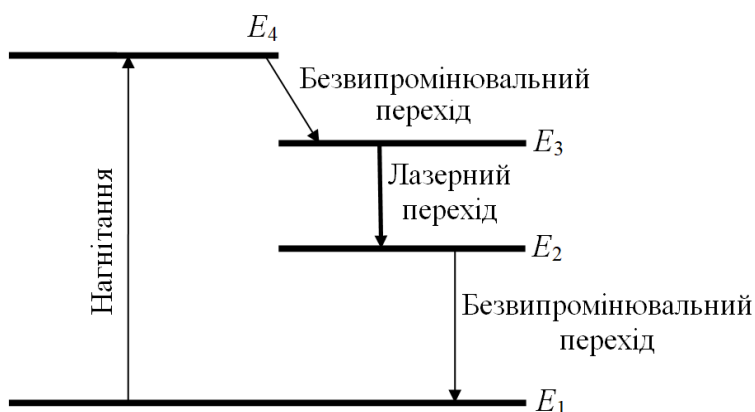 E4
Безвипромінювальний
перехід
E3
Лазерний
перехід
Нагнітання
E2
Безвипромінювальний
перехід
E1